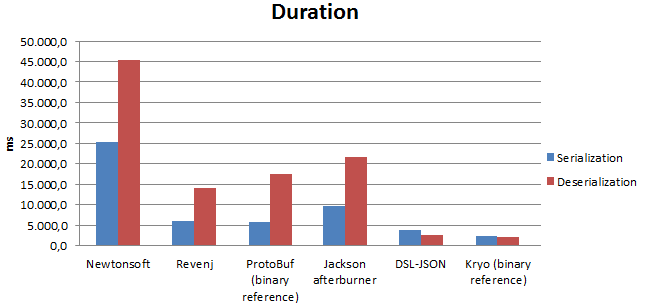 Duration
50.000,0
45.000,0
40.000,0
35.000,0
30.000,0
25.000,0
20.000,0
15.000,0
10.000,0
5.000,0
0,0
ms
Newtonsoft
Revenj
ProtoBuf
(binary
reference)
Jackson
afterburner
DSL-JSON
Kryo (binary
reference)
Serialization
Deserialization